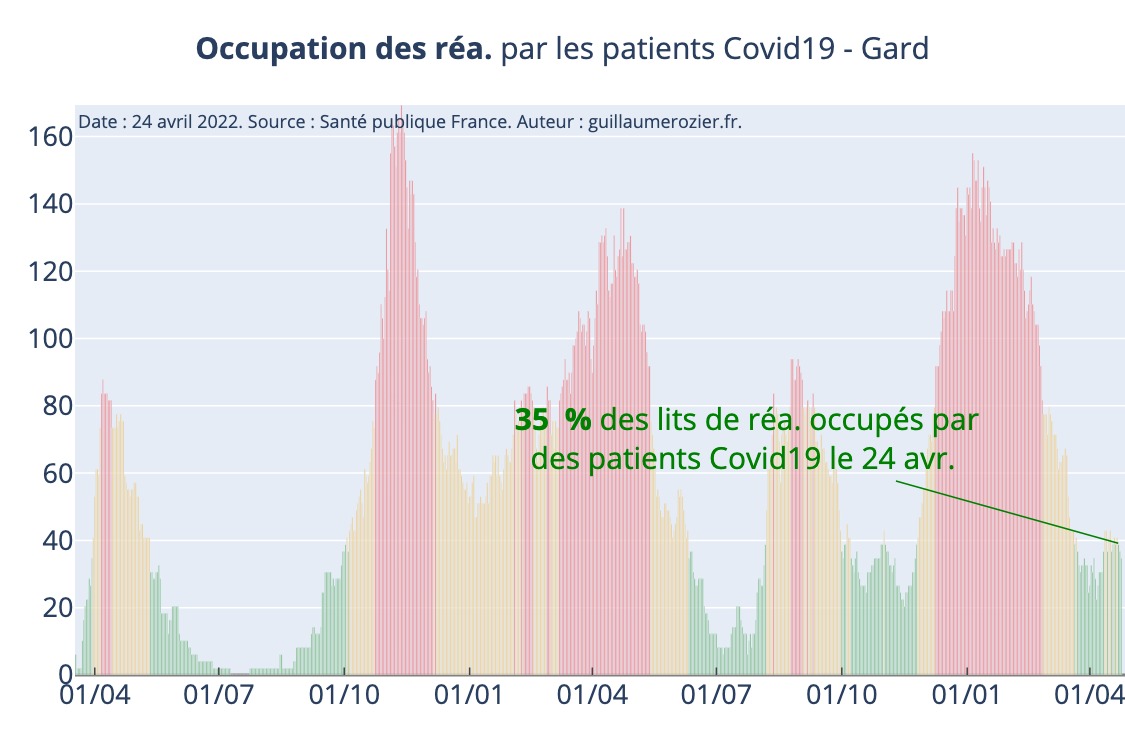 Occupation des réa. par les patients Covid19 - Gard
Date : 24 avril 2022. Source : Santé publique France. Auteur : guillaumerozier.fr.
160
140
120
100
80
60
40
20
0
35 % des lits de réa. occupés par
des patients Covid19 le 24 avr.
01/04 01/07 01/10 01/01 01/04 01/07 01/10 01/01 01/04